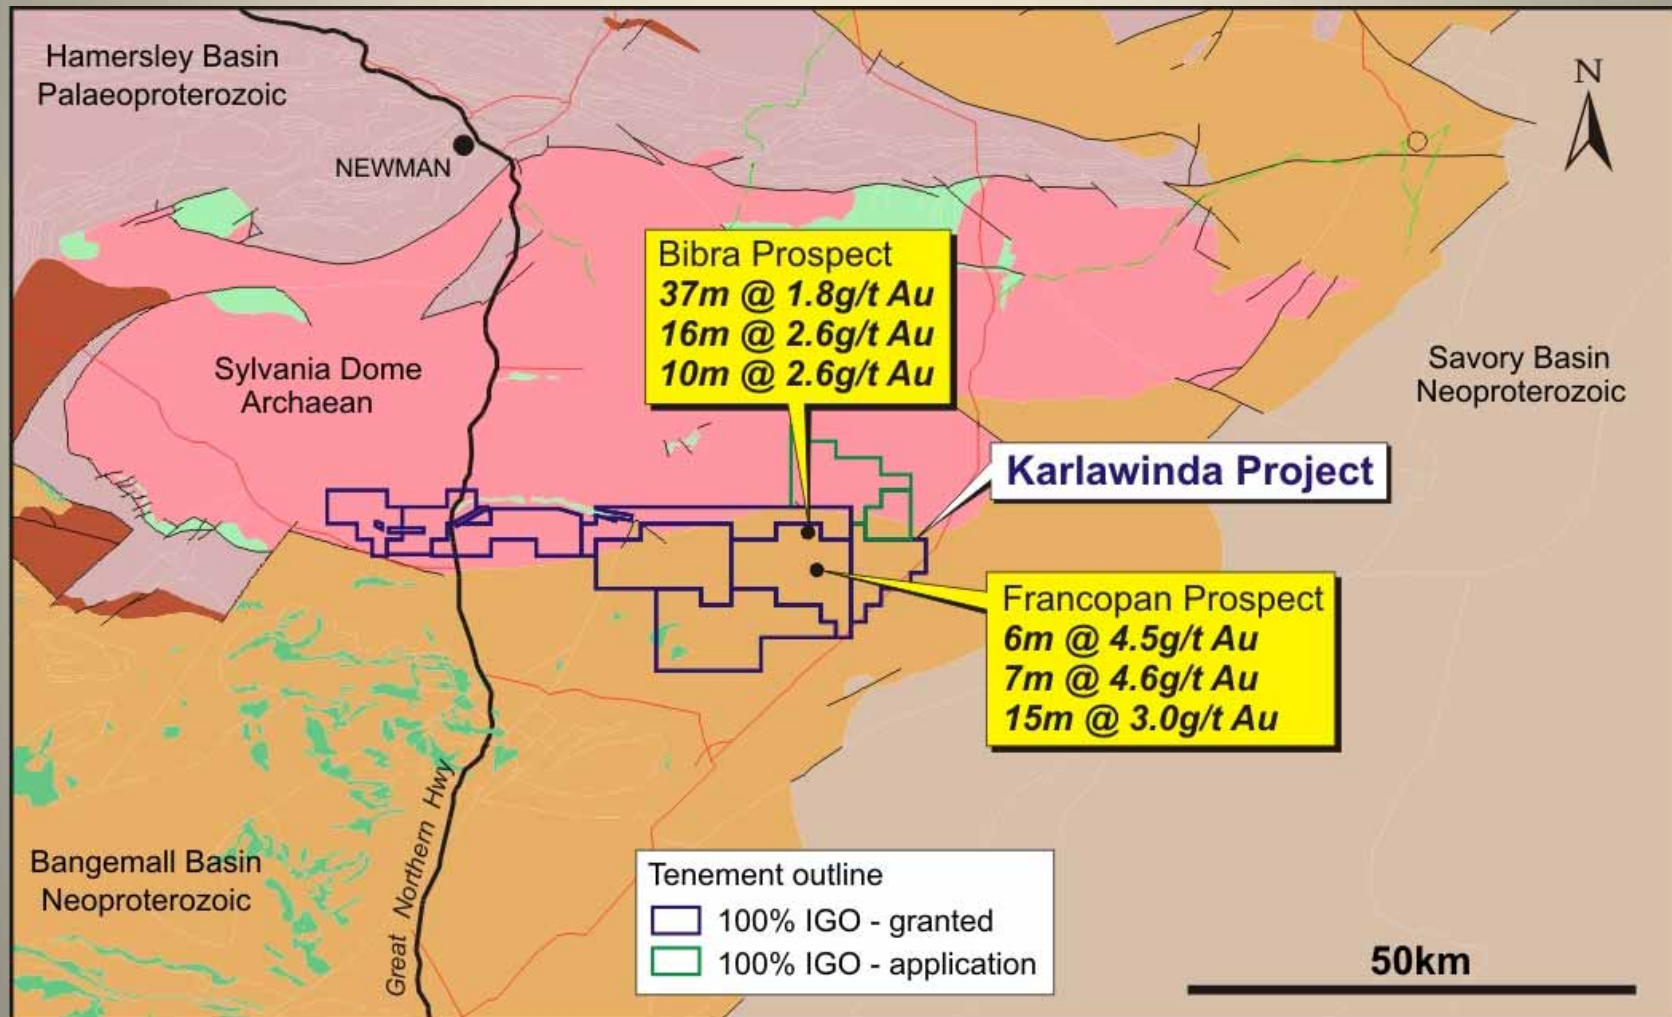 Hamersley Basin
Palaeoproterozoic
N
NEWMAN
Bibra Prospect
37m @ 1.8g/t Au
16m @ 2.6g/t Au
10m @ 2.6g/t Au
Sylvania Dome
Archaean
Savory Basin
Neoproterozoic
Karlawinda Project
Francopan Prospect
6m @ 4.5g/t Au
7m @ 4.6g/t Au
15m @ 3.0g/t Au
Great Northern Hwy
Bangemall Basin
Neoproterozoic
Tenement outline
100% IGO - granted
100% IGO - application
50km